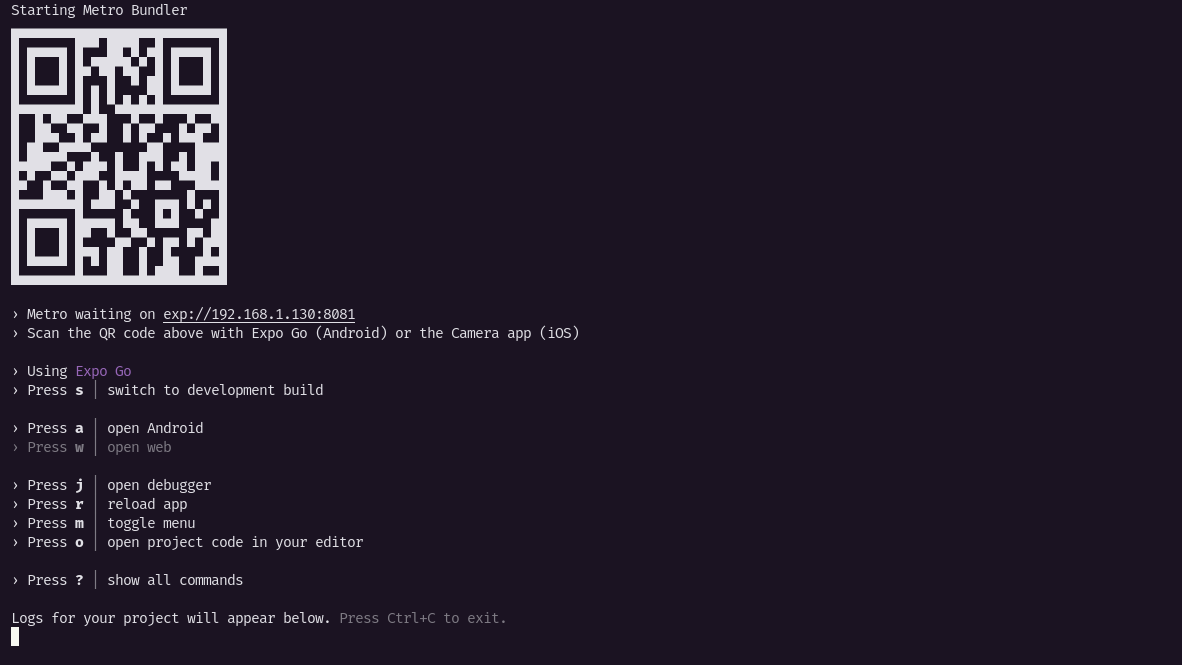 Starting Metro Bundler
› Metro waiting on exp://192.168.1.130:8081
› Scan the QR code above with Expo Go (Android) or the Camera app (iOS)
› Using Expo Go
› Press s │ switch to development build
› Press a │ open Android
› Press w │ open web
› Press j │ open debugger
› Press r │ reload app
› Press m │ toggle menu
› Press o │ open project code in your editor
› Press ? │ show all commands
Logs for your project will appear below. Press Ctrl+C to exit.